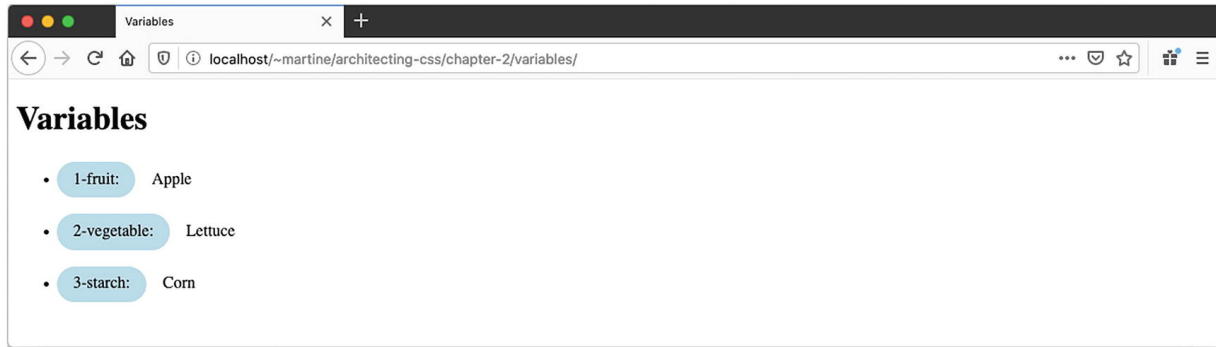 Variables
localhost/~martine/architecting-css/chapter-2/variables/
Variables
1-fruit: Apple
2-vegetable: Lettuce
3-starch: Corn